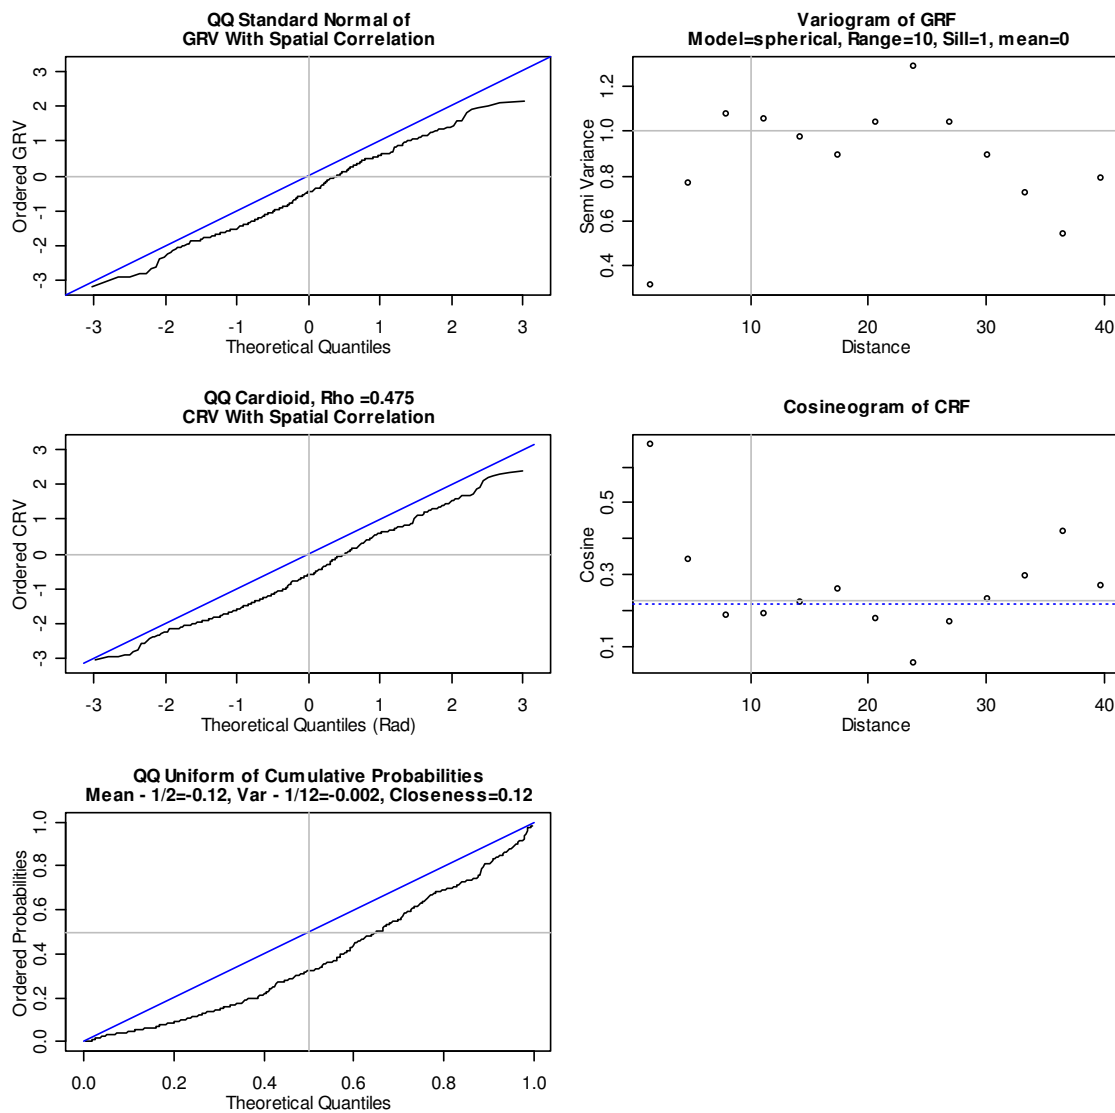 QQ Standard Normal of
GRV With Spatial Correlation
3
2
1
0
-1
-2
-3
Ordered GRV
-3 -2 -1 0 1 2 3
Theoretical Quantiles
Variogram of GRF
Model=spherical, Range=10, Sill=1, mean=0
1.2
1.0
0.8
0.6
0.4
Semi Variance
10 20 30 40
Distance
QQ Cardioid, Rho =0.475
CRV With Spatial Correlation
3
2
1
0
-1
-2
-3
Ordered CRV
-3 -2 -1 0 1 2 3
Theoretical Quantiles (Rad)
Cosineogram of CRF
0.5
0.3
0.1
Cosine
10 20 30 40
Distance
QQ Uniform of Cumulative Probabilities
Mean - 1/2=-0.12, Var - 1/12=-0.002, Closeness=0.12
1.0
0.8
0.6
0.4
0.2
0.0
Ordered Probabilities
0.0 0.2 0.4 0.6 0.8 1.0
Theoretical Quantiles